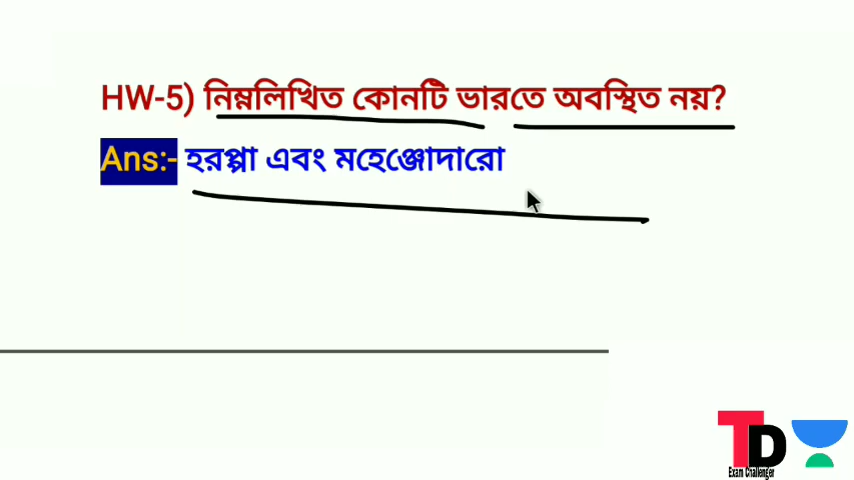 HW-5) নিম্নলিখিত কোনটি ভারতে অবস্থিত নয়?
Ans:- হরপ্পা এবং মহেঞ্জোদারো
TD
Exam Challenger